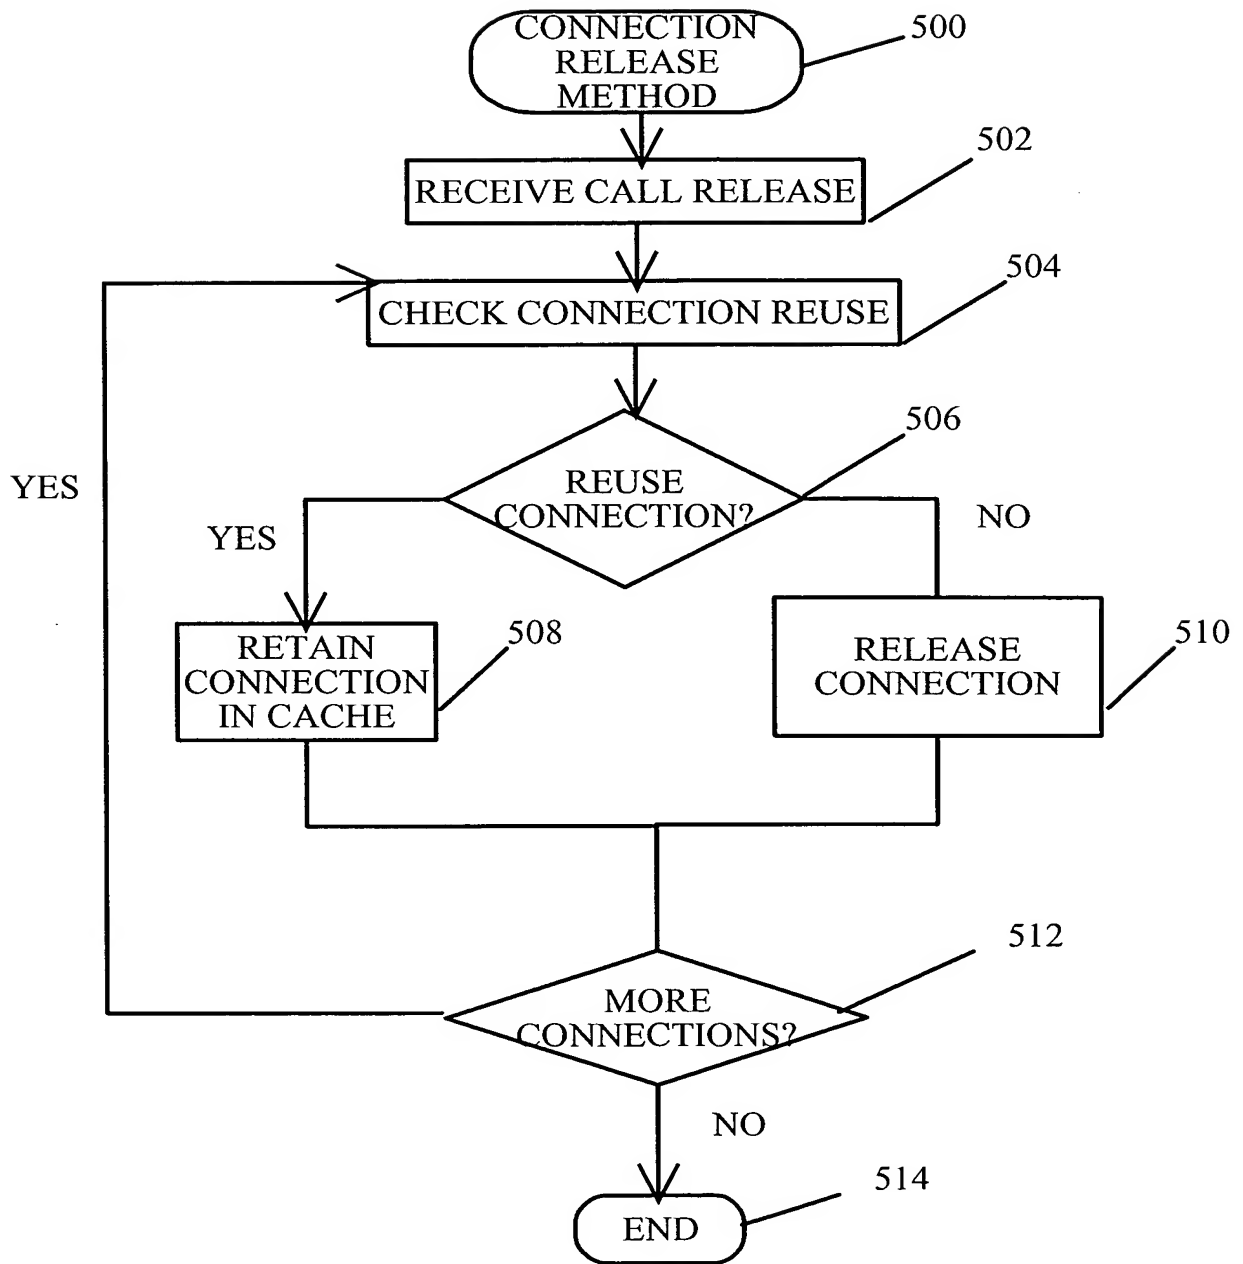 CONNECTION
RELEASE
METHOD
500
502
RECEIVE CALL RELEASE
504
CHECK CONNECTION REUSE
506
REUSE
CONNECTION?
YES
YES
NO
RETAIN
CONNECTION
IN CACHE
508
RELEASE
CONNECTION
510
512
MORE
CONNECTIONS?
NO
514
END